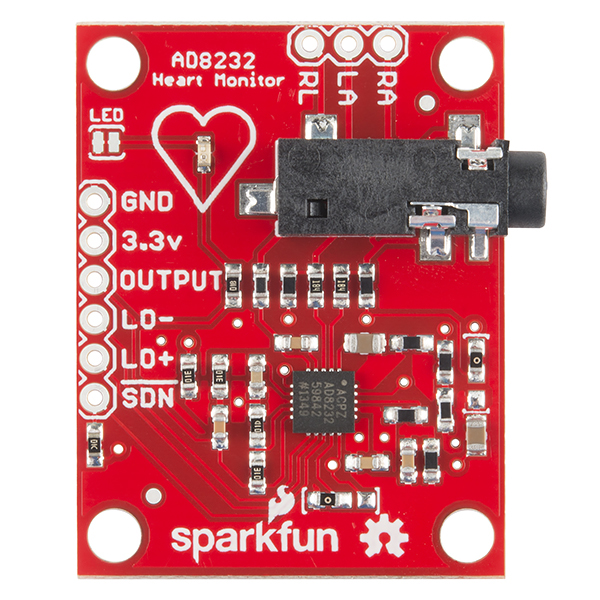 AD8232
Heart Monitor
RL LA RA
LED
GND
3.3v
OUTPUT
LO-
LO+
SDN
ACPZ
AD8232
59842
#1349
sparkfun